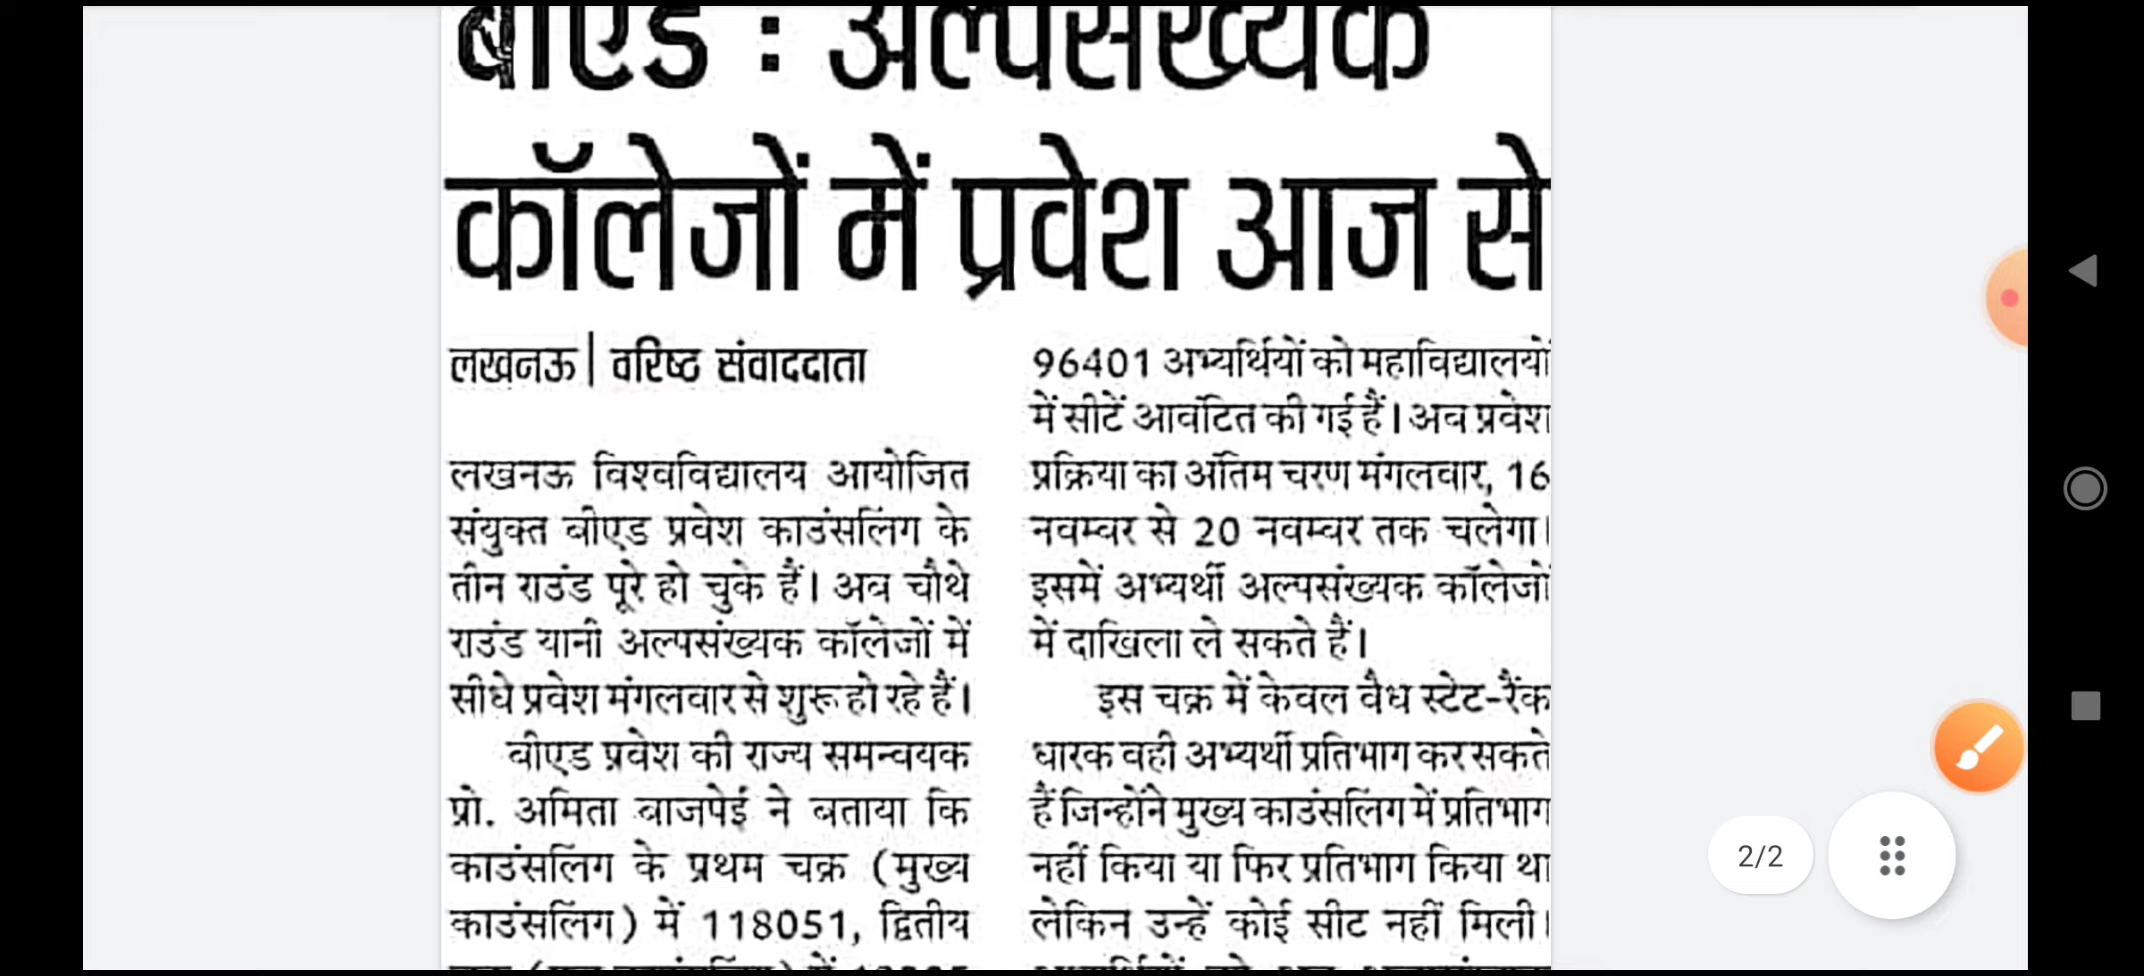 बीएड : अल्पसंख्यक
कॉलेजों में प्रवेश आज से
लखनऊ | वरिष्ठ संवाददाता
लखनऊ विश्वविद्यालय आयोजित
संयुक्त बीएड प्रवेश काउंसलिंग के
तीन राउंड पूरे हो चुके हैं। अब चौथे
राउंड यानी अल्पसंख्यक कॉलेजों में
सीधे प्रवेश मंगलवार से शुरू हो रहे हैं।
बीएड प्रवेश की राज्य समन्वयक
प्रो. अमिता बाजपेई ने बताया कि
काउंसलिंग के प्रथम चक्र (मुख्य
काउंसलिंग) में 118051, द्वितीय
96401 अभ्यर्थियों को महाविद्यालयों
में सीटें आवंटित की गई हैं। अब प्रवेश
प्रक्रिया का अंतिम चरण मंगलवार, 16
नवम्बर से 20 नवम्बर तक चलेगा।
इसमें अभ्यर्थी अल्पसंख्यक कॉलेजों
में दाखिला ले सकते हैं।
इस चक्र में केवल वैध स्टेट-रैंक
धारक वही अभ्यर्थी प्रतिभाग कर सकते
हैं जिन्होंने मुख्य काउंसलिंग में प्रतिभाग
नहीं किया या फिर प्रतिभाग किया था
लेकिन उन्हें कोई सीट नहीं मिली।
2/2